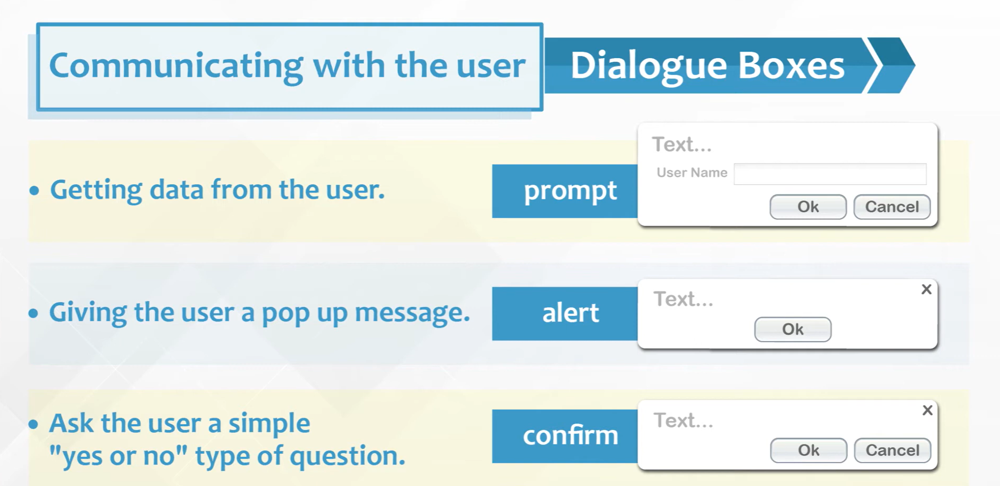 Communicating with the user
Dialogue Boxes
• Getting data from the user.
prompt
Text...
User Name
Ok
Cancel
• Giving the user a pop up message.
alert
Text...
X
Ok
• Ask the user a simple
"yes or no" type of question.
confirm
Text...
X
Ok
Cancel